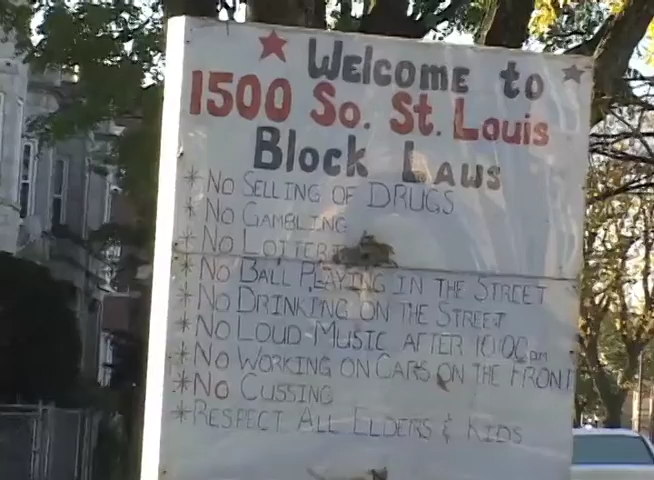 Welcome to
1500 So. St. Louis
Block Laws
* No Selling of Drugs
* No Gambling
* No Lotter
* No Ball Playing in the Street
* No Drinking on the Street
* No Loud Music After 10:00 pm
* No Working on Cars on the Front
* No Cussing
* Respect All Elders & Kids